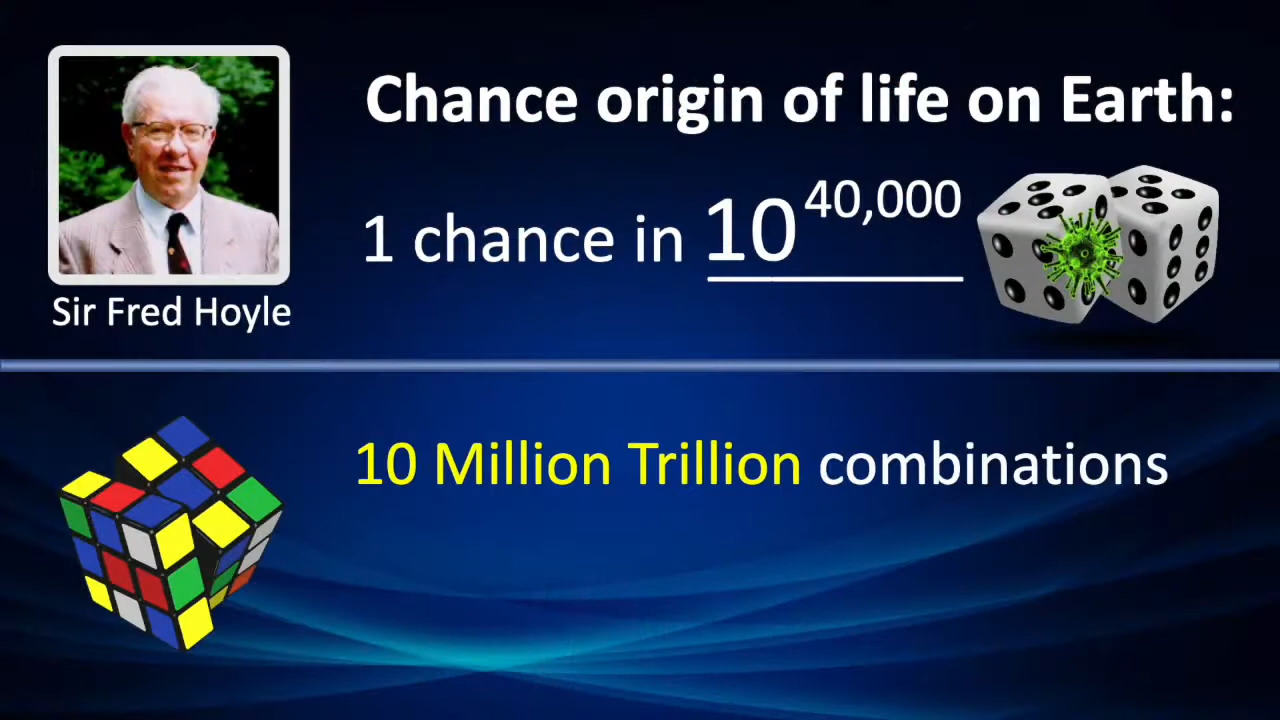 Chance origin of life on Earth:
1 chance in 10^40,000
Sir Fred Hoyle
10 Million Trillion combinations